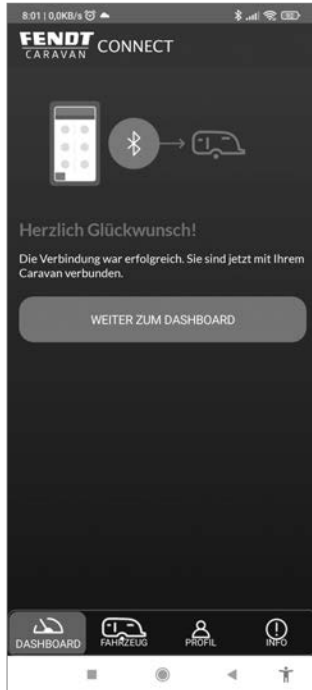 8:01 | 0,0KB/s
FENDT
CARAVAN
CONNECT
Herzlich Glückwunsch!
Die Verbindung war erfolgreich. Sie sind jetzt mit Ihrem
Caravan verbunden.
WEITER ZUM DASHBOARD
DASHBOARD
FAHRZEUG
PROFIL
INFO